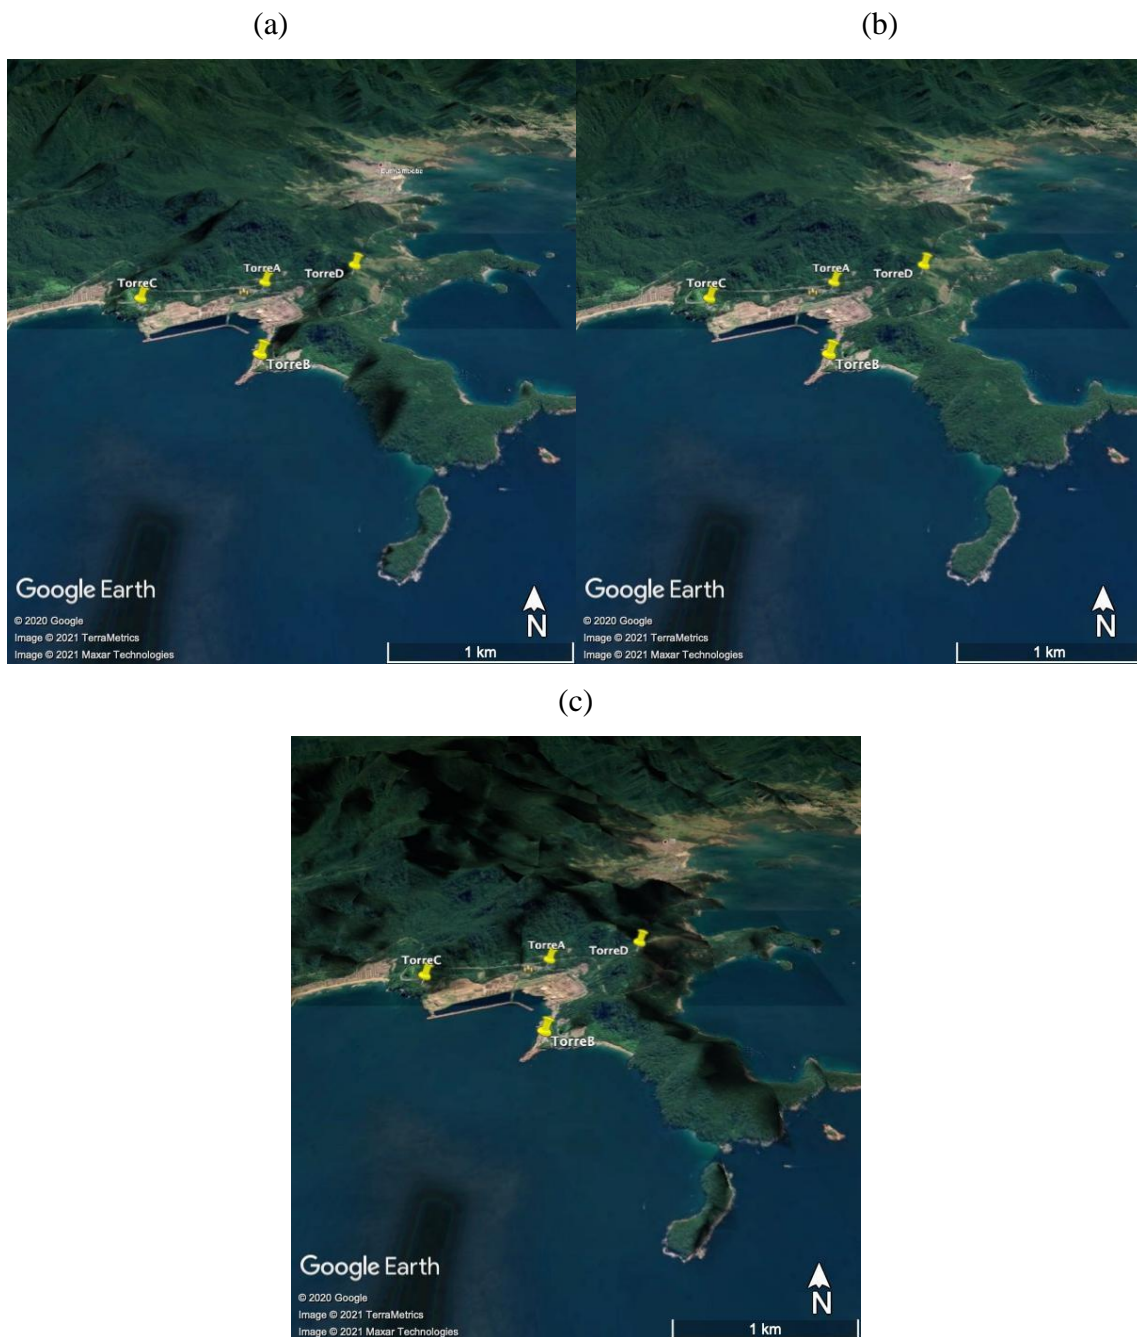 (a)
(b)
TorreA
TorreD
TorreC
TorreB
Google Earth
© 2020 Google
Image © 2021 TerraMetrics
Image © 2021 Maxar Technologies
N
1 km
TorreA
TorreD
TorreC
TorreB
Google Earth
© 2020 Google
Image © 2021 TerraMetrics
Image © 2021 Maxar Technologies
N
1 km
(c)
TorreA
TorreD
TorreC
TorreB
Google Earth
© 2020 Google
Image © 2021 TerraMetrics
Image © 2021 Maxar Technologies
N
1 km